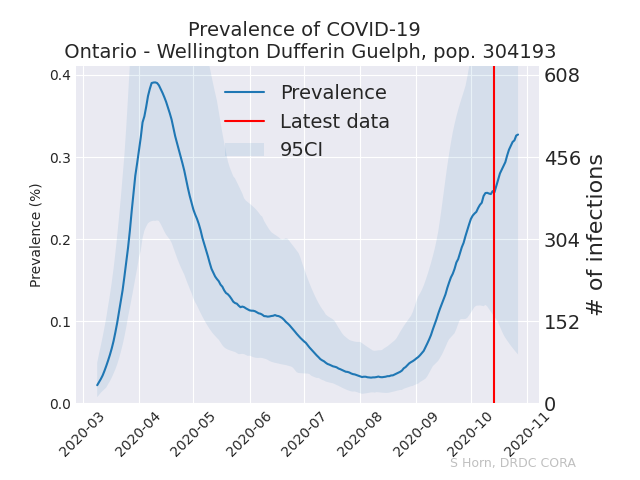 Prevalence of COVID-19
Ontario - Wellington Dufferin Guelph, pop. 304193
0.4
0.3
0.2
0.1
0.0
Prevalence (%)
Prevalence
Latest data
95CI
608
456
304
152
0
# of infections
2020-03
2020-04
2020-05
2020-06
2020-07
2020-08
2020-09
2020-10
2020-11
S Horn, DRDC CORA